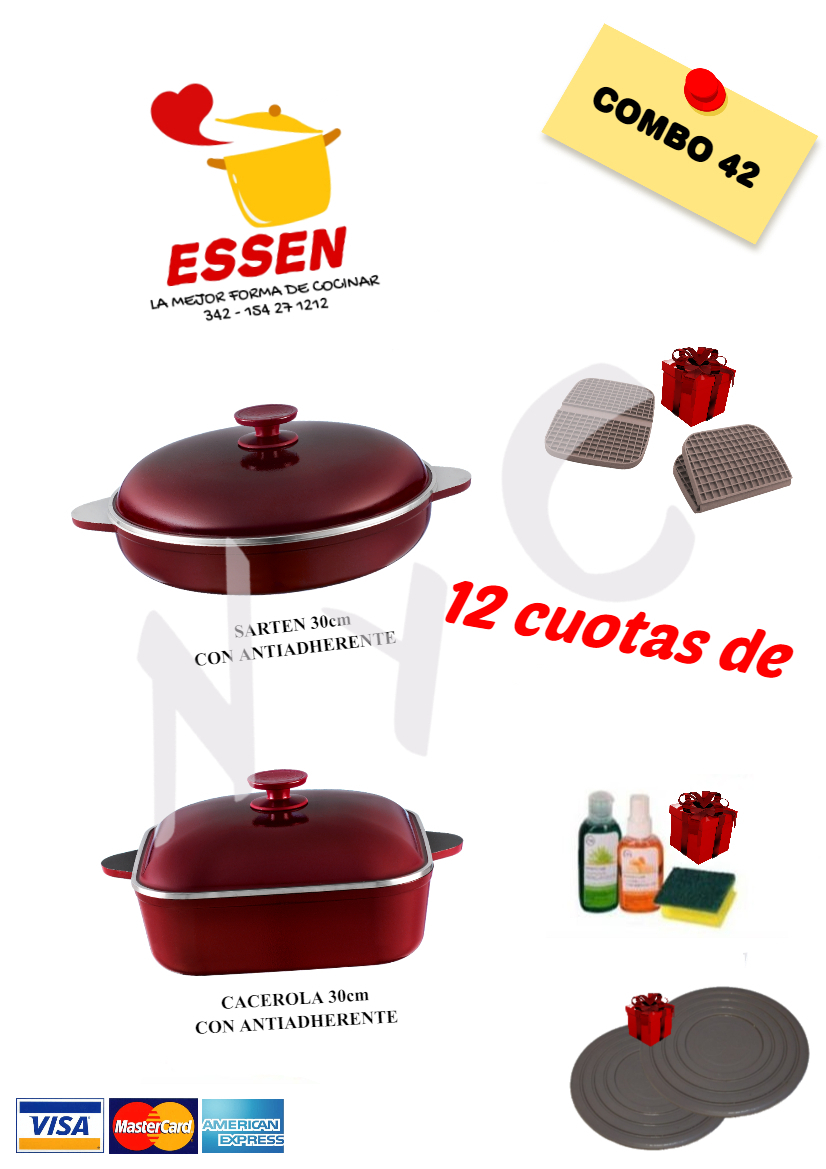 COMBO 42
ESSEN
LA MEJOR FORMA DE COCINAR
342 - 154 27 1212
SARTEN 30cm
CON ANTIADHERENTE
12 cuotas de
CACEROLA 30cm
CON ANTIADHERENTE
NYC
VISA
MasterCard
AMERICAN
EXPRESS